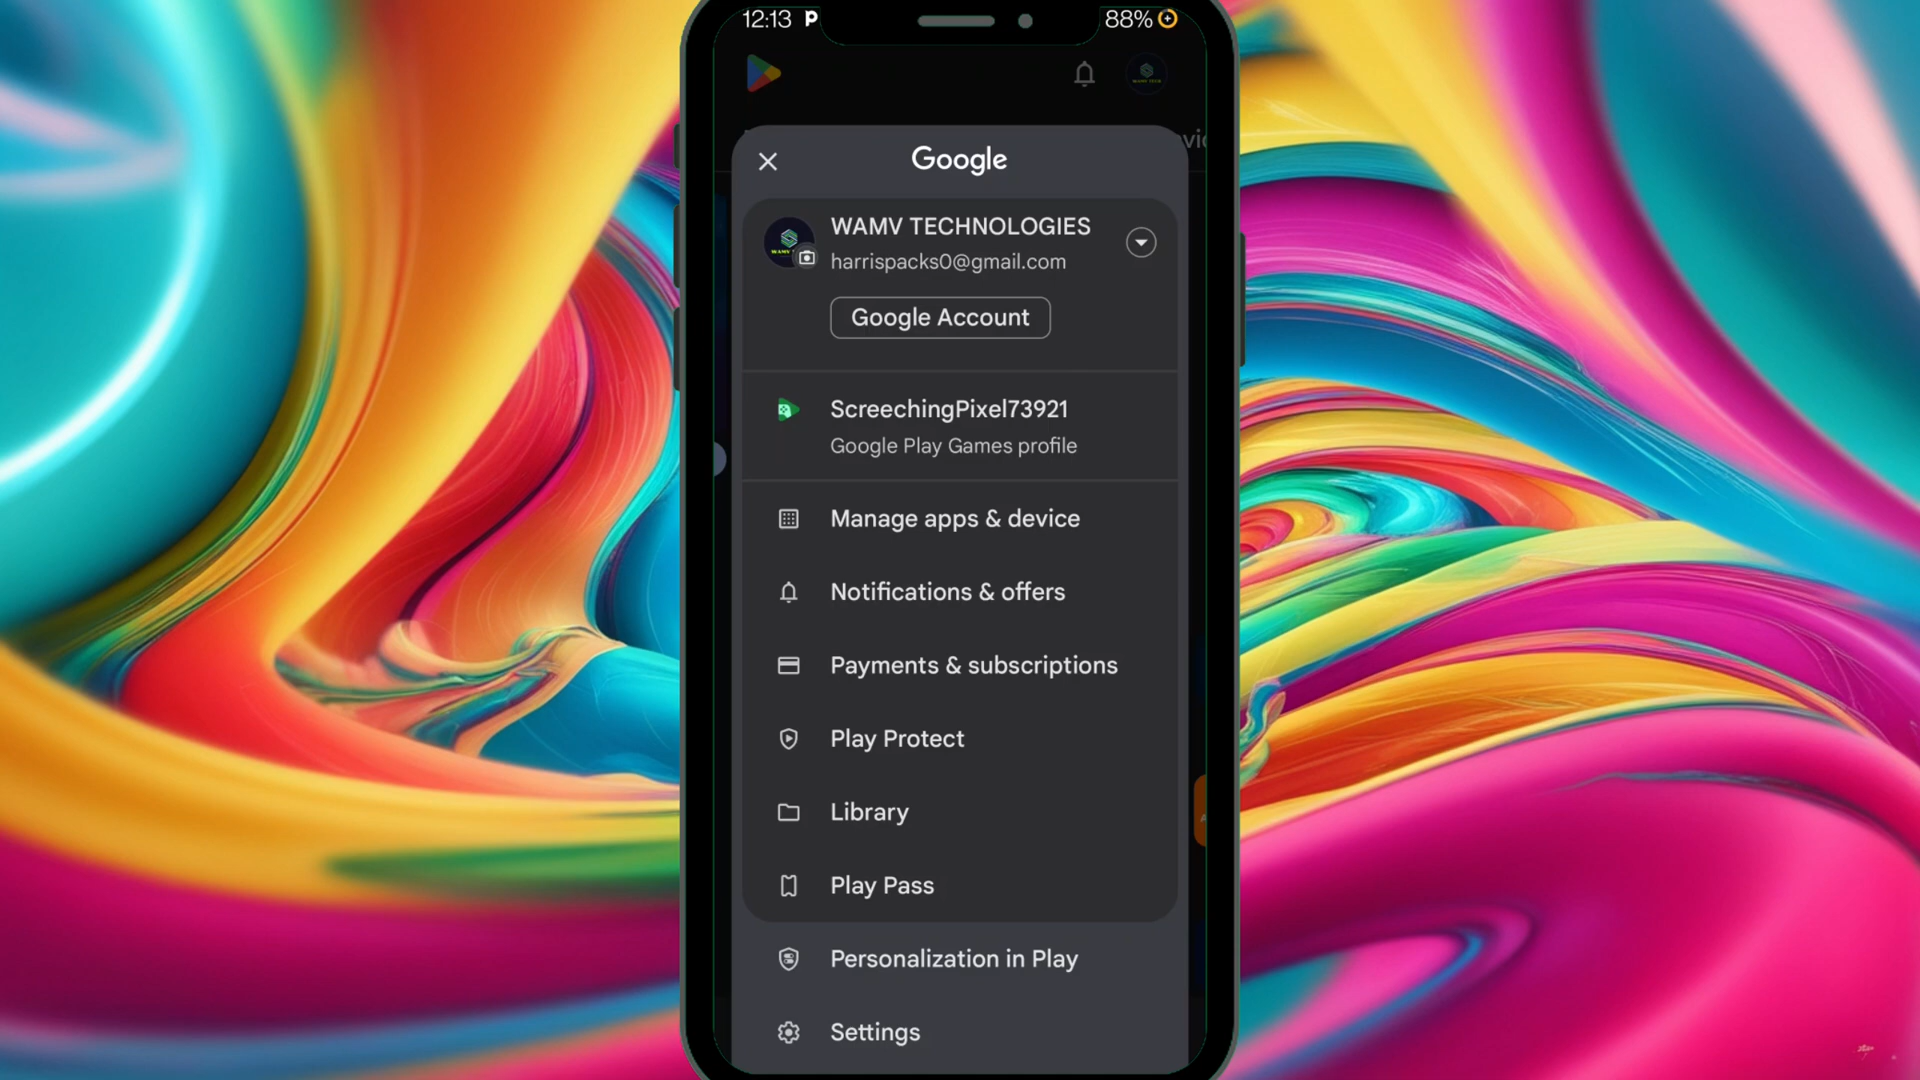 12:13
88%
Google
WAMV TECHNOLOGIES
harrispacks0@gmail.com
Google Account
ScreechingPixel73921
Google Play Games profile
Manage apps & device
Notifications & offers
Payments & subscriptions
Play Protect
Library
Play Pass
Personalization in Play
Settings